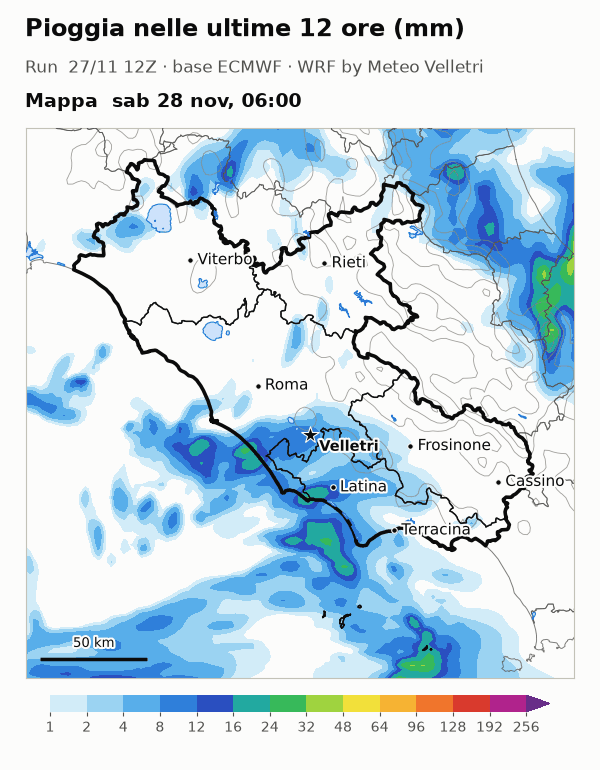 Pioggia nelle ultime 12 ore (mm)
Run 27/11 12Z · base ECMWF · WRF by Meteo Velletri
Mappa sab 28 nov, 06:00
Viterbo
Rieti
Roma
Velletri
Frosinone
Latina
Cassino
Terracina
50 km
1 2 4 8 12 16 24 32 48 64 96 128 192 256